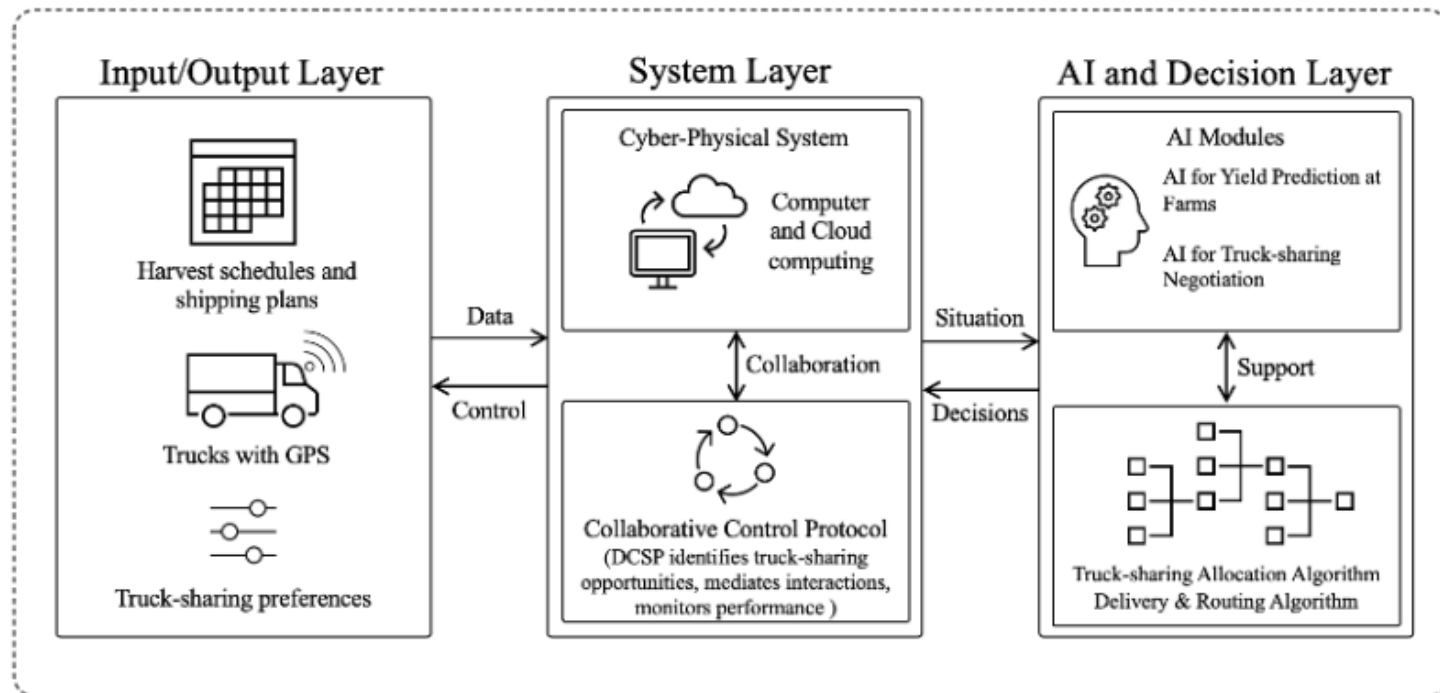 Input/Output Layer
Harvest schedules and
shipping plans
Trucks with GPS
Truck-sharing preferences
Data
Control
System Layer
Cyber-Physical System
Computer
and Cloud
computing
Collaboration
Collaborative Control Protocol
(DCSP identifies truck-sharing
opportunities, mediates interactions,
monitors performance )
Situation
Decisions
AI and Decision Layer
AI Modules
AI for Yield Prediction at
Farms
AI for Truck-sharing
Negotiation
Support
Truck-sharing Allocation Algorithm
Delivery & Routing Algorithm